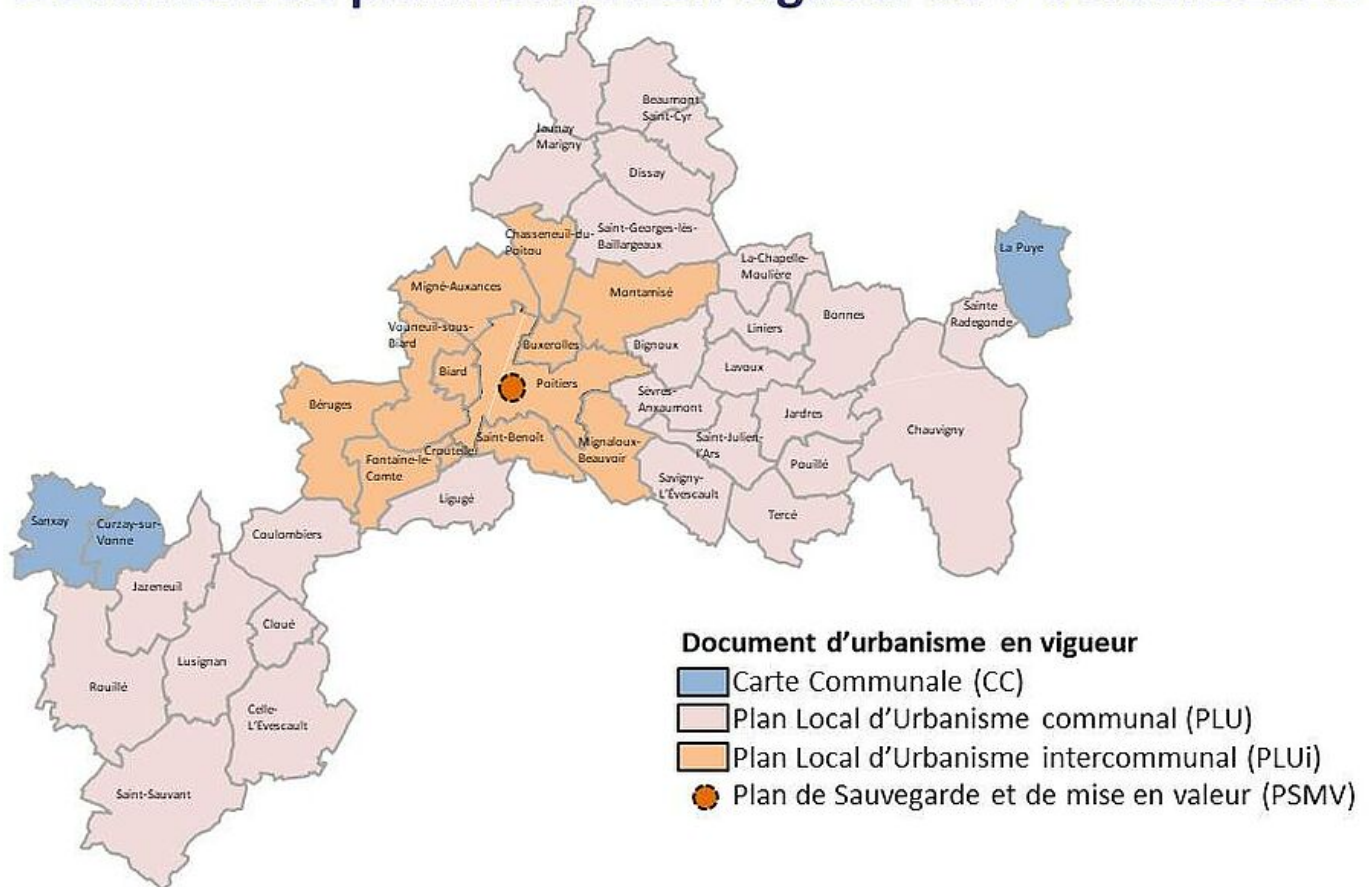 Beaumont
Saint-Cyr
Jaunay
Marigny
Dissay
Chasseneuil-du-
Poitou
Saint-Georges-lès-
Baillargeaux
La-Chapelle-
Moulière
La Puye
Migné-Auxances
Montamisé
Bonnes
Sainte
Radegonde
Vouneuil-sous-
Biard
Buxerolles
Bignoux
Liniers
Biard
Poitiers
Lavoux
Béruges
Sèvres-
Anxaumont
Jardres
Chauvigny
Fontaine-le-
Comte
Croutelle
Saint-Benoît
Mignaloux-
Beauvoir
Saint-Julien-
l'Ars
Pouillé
Ligugé
Savigny-
L'Évescault
Tercé
Sanxay
Curzay-sur-
Vonne
Coulombiers
Jazeneuil
Cloué
Lusignan
Rouillé
Celle-
L'Evescault
Saint-Sauvant
Document d'urbanisme en vigueur
Carte Communale (CC)
Plan Local d'Urbanisme communal (PLU)
Plan Local d'Urbanisme intercommunal (PLUi)
Plan de Sauvegarde et de mise en valeur (PSMV)